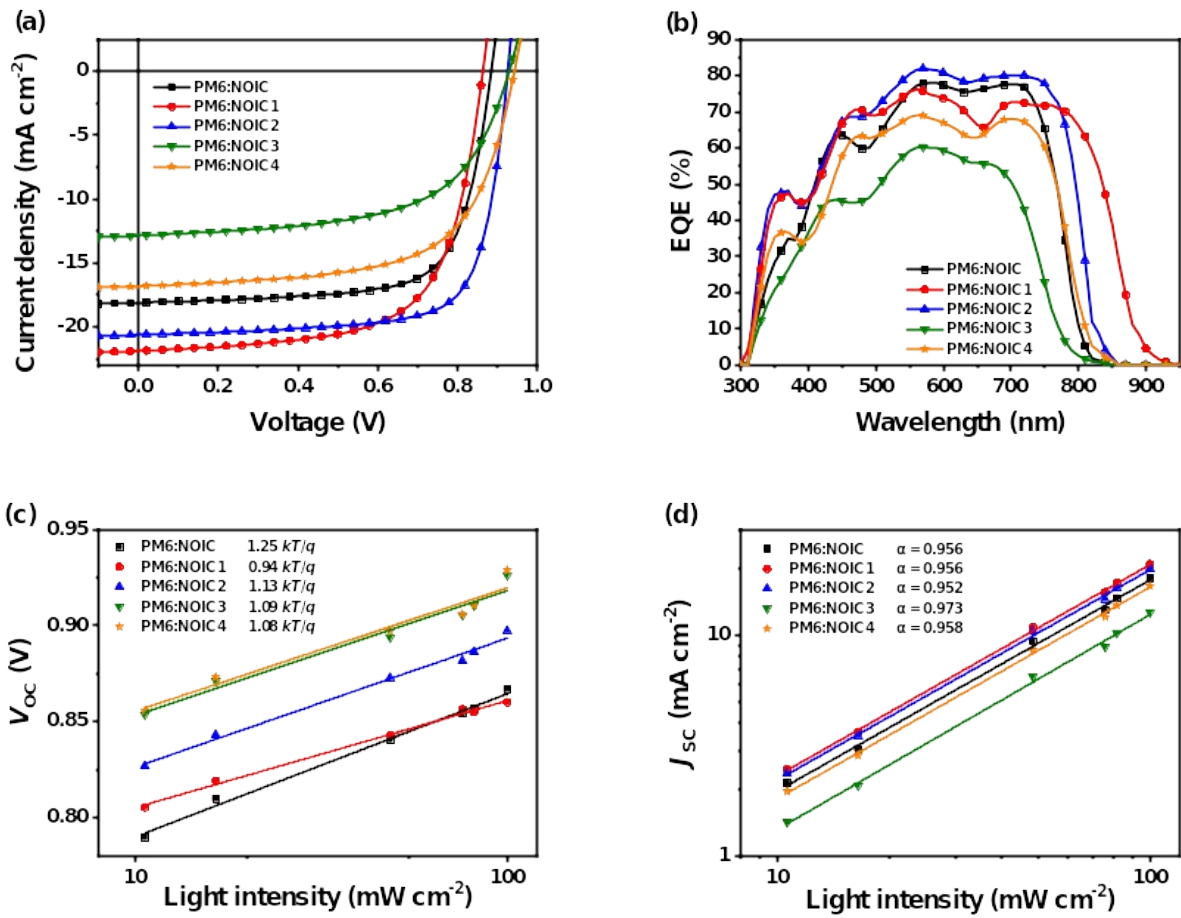 (a)
Current density (mA cm-2)
0
-5
-10
-15
-20
PM6:NOIC
PM6:NOIC1
PM6:NOIC2
PM6:NOIC3
PM6:NOIC4
0.0
0.2
0.4
0.6
0.8
1.0
Voltage (V)
(b)
EQE (%)
90
80
70
60
50
40
30
20
10
0
PM6:NOIC
PM6:NOIC1
PM6:NOIC2
PM6:NOIC3
PM6:NOIC4
300
400
500
600
700
800
900
Wavelength (nm)
(c)
VOC (V)
0.95
0.90
0.85
0.80
PM6:NOIC 1.25 kT/q
PM6:NOIC1 0.94 kT/q
PM6:NOIC2 1.13 kT/q
PM6:NOIC3 1.09 kT/q
PM6:NOIC4 1.08 kT/q
10
100
Light intensity (mW cm-2)
(d)
JSC (mA cm-2)
10
1
PM6:NOIC α = 0.956
PM6:NOIC1 α = 0.956
PM6:NOIC2 α = 0.952
PM6:NOIC3 α = 0.973
PM6:NOIC4 α = 0.958
10
100
Light intensity (mW cm-2)